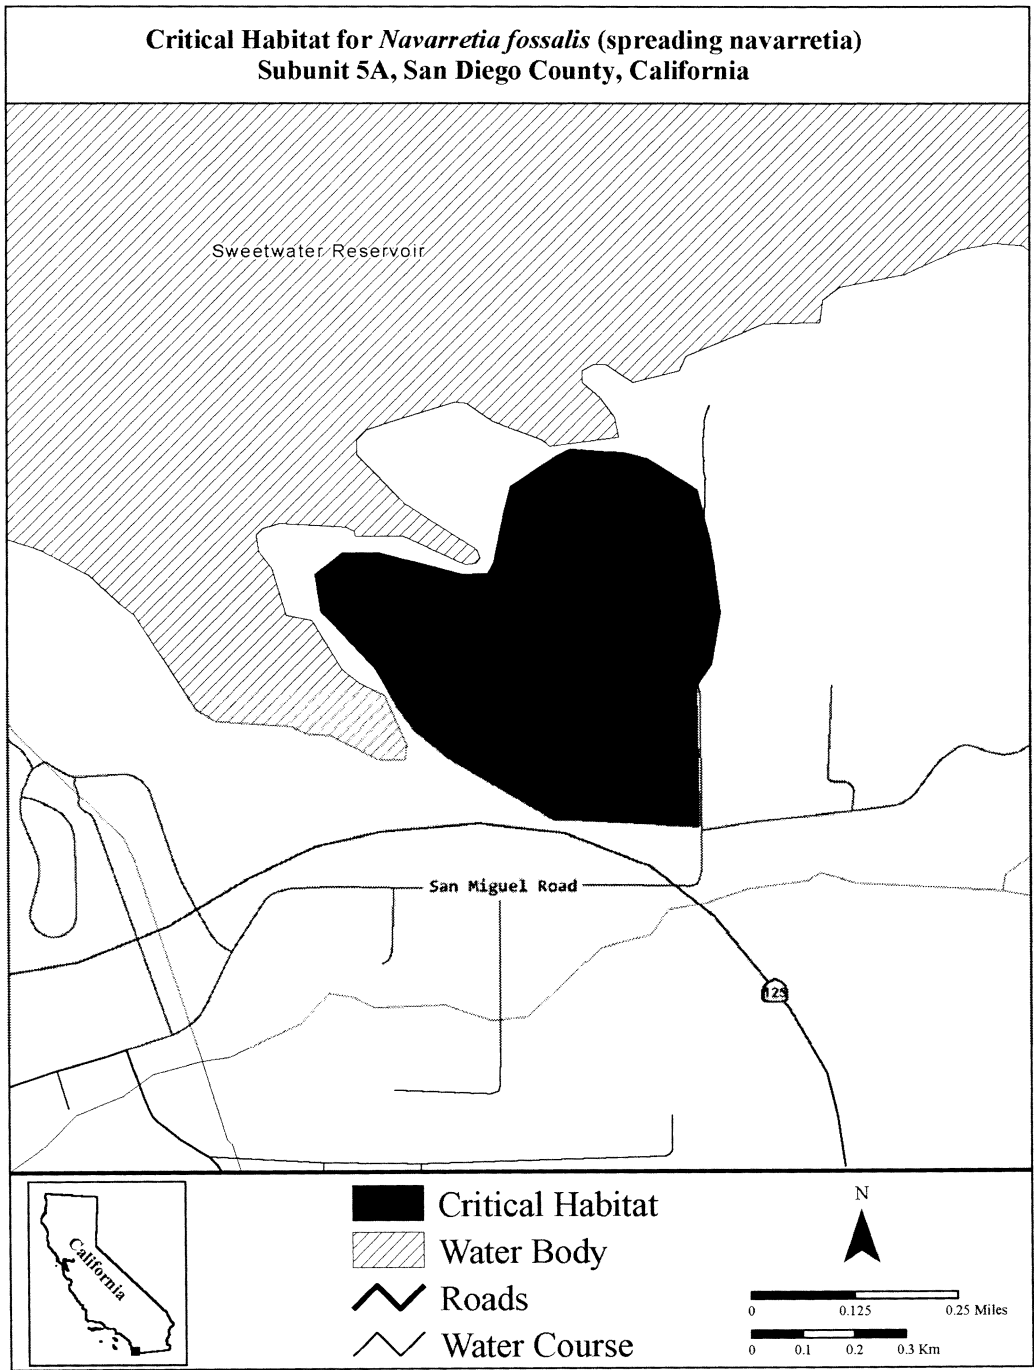 Critical Habitat for Navarretia fossalis (spreading navarretia)
Subunit 5A, San Diego County, California
Sweetwater Reservoir
San Miguel Road
125
California
Critical Habitat
Water Body
Roads
Water Course
N
0 0.125 0.25 Miles
0 0.1 0.2 0.3 Km